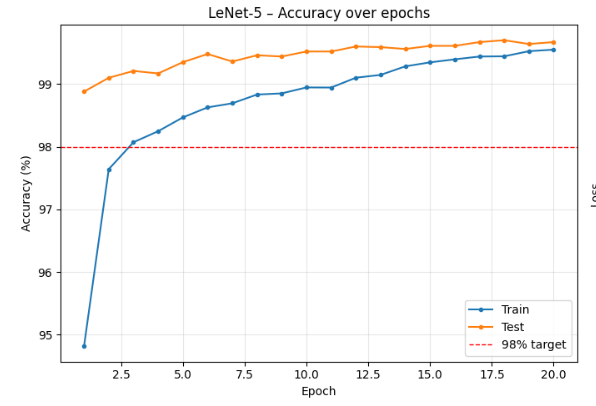 LeNet-5 – Accuracy over epochs
Accuracy (%)
99
98
97
96
95
2.5 5.0 7.5 10.0 12.5 15.0 17.5 20.0
Epoch
Train
Test
98% target